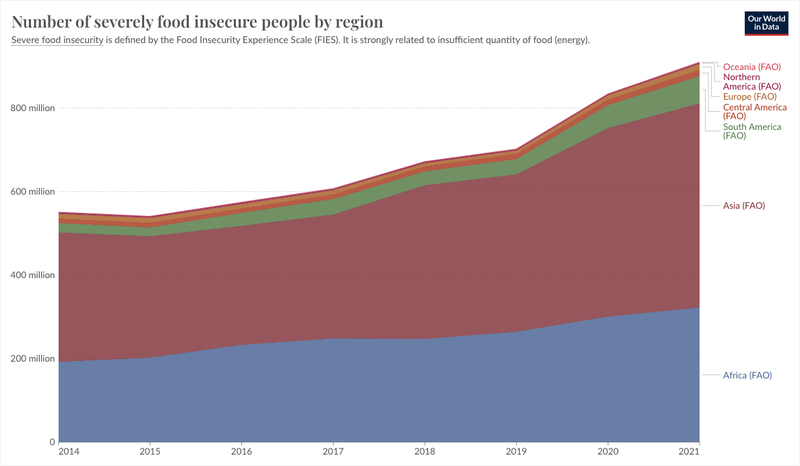 Number of severely food insecure people by region
Severe food insecurity is defined by the Food Insecurity Experience Scale (FIES). It is strongly related to insufficient quantity of food (energy).
Our World
in Data
800 million
600 million
400 million
200 million
0
2014
2015
2016
2017
2018
2019
2020
2021
Oceania (FAO)
Northern
America (FAO)
Europe (FAO)
Central America
(FAO)
South America
(FAO)
Asia (FAO)
Africa (FAO)